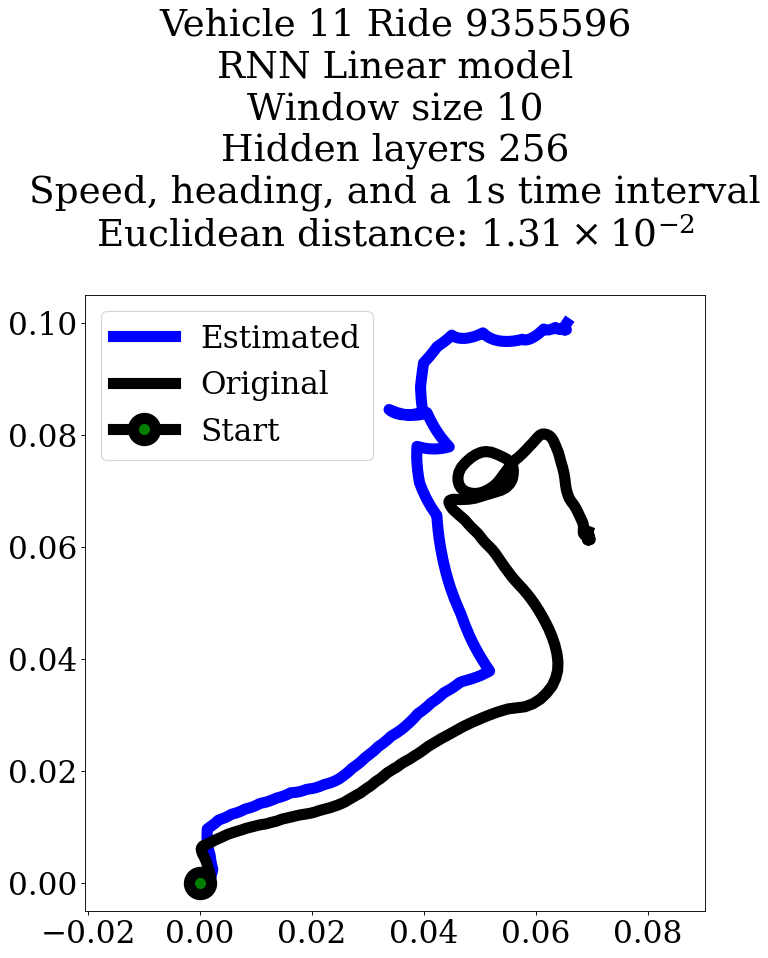 Vehicle 11 Ride 9355596
RNN Linear model
Window size 10
Hidden layers 256
Speed, heading, and a 1s time interval
Euclidean distance: 1.31 × 10⁻²
Estimated
Original
Start
0.10
0.08
0.06
0.04
0.02
0.00
−0.02 0.00 0.02 0.04 0.06 0.08